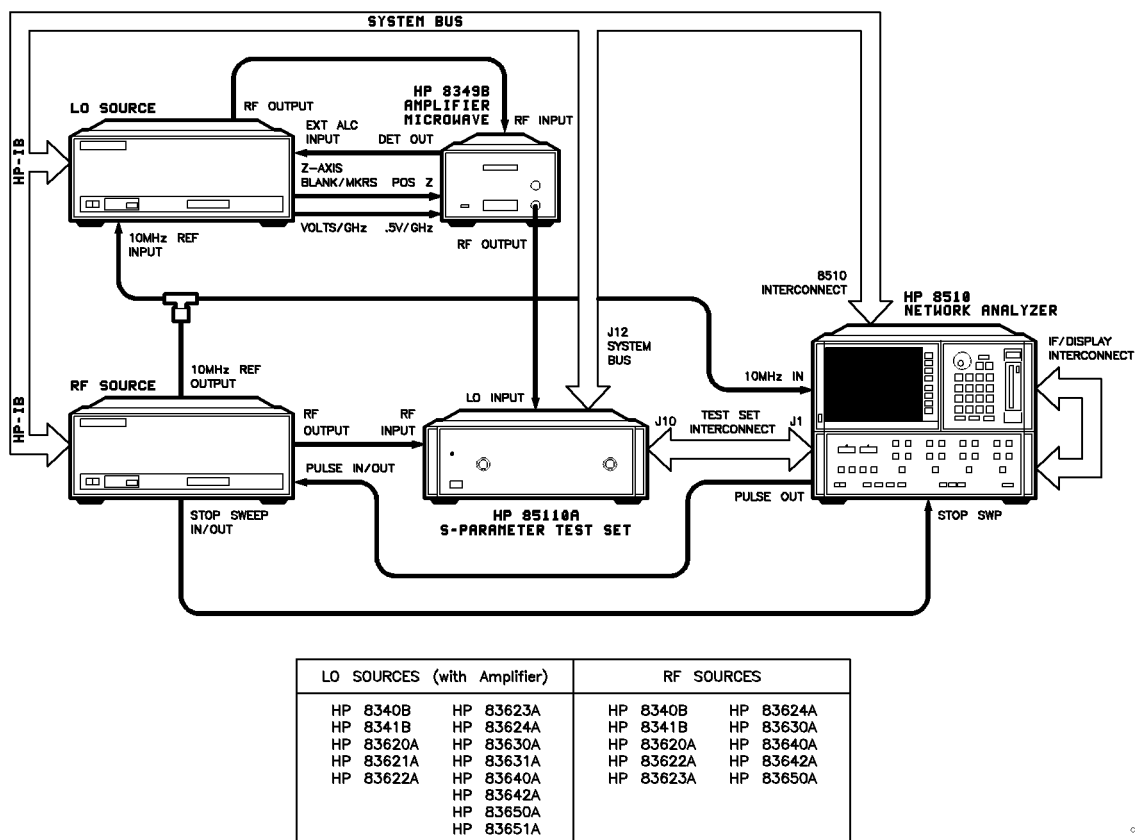 SYSTEM BUS
HP 8349B
AMPLIFIER
MICROWAVE
LO SOURCE
RF OUTPUT
RF INPUT
EXT ALC
INPUT
DET OUT
HP-IB
Z-AXIS
BLANK/MKRS POS Z
VOLTS/GHz .5V/GHz
10MHz REF
INPUT
RF OUTPUT
8510
INTERCONNECT
HP 8510
NETWORK ANALYZER
J12
SYSTEM
BUS
IF/DISPLAY
INTERCONNECT
10MHz REF
OUTPUT
10MHz IN
RF SOURCE
LO INPUT
HP-IB
RF
OUTPUT
RF
INPUT
J10
TEST SET
INTERCONNECT
J1
PULSE IN/OUT
PULSE OUT
STOP SWEEP
IN/OUT
HP 85110A
S-PARAMETER TEST SET
STOP SWP
LO SOURCES (with Amplifier)
RF SOURCES
HP 8340B HP 83623A
HP 8341B HP 83624A
HP 83620A HP 83630A
HP 83621A HP 83631A
HP 83622A HP 83640A
HP 83642A
HP 83650A
HP 83651A
HP 8340B HP 83624A
HP 8341B HP 83630A
HP 83620A HP 83640A
HP 83622A HP 83642A
HP 83623A HP 83650A
c